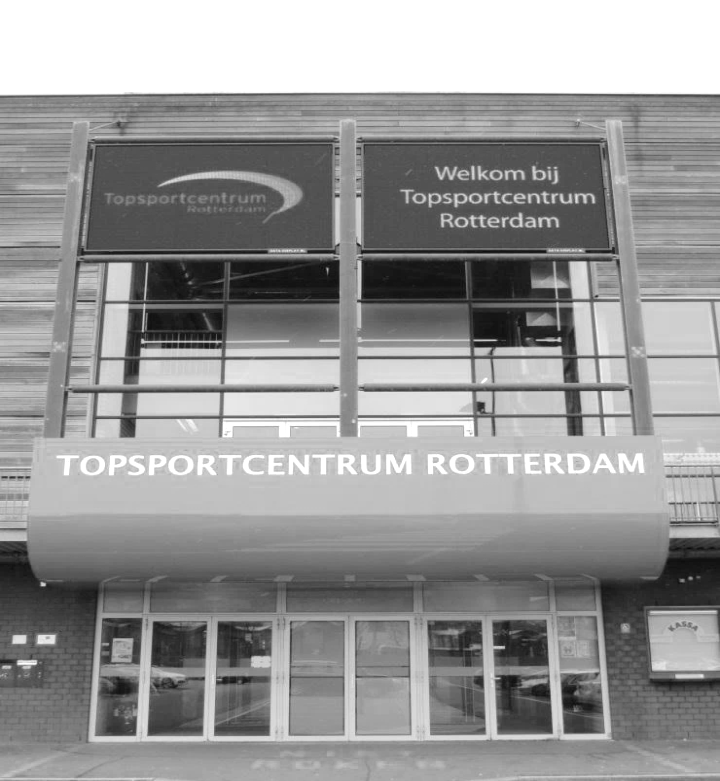 Topsportcentrum
Rotterdam
Welkom bij
Topsportcentrum
Rotterdam
TOPSPORTCENTRUM ROTTERDAM
KASSA